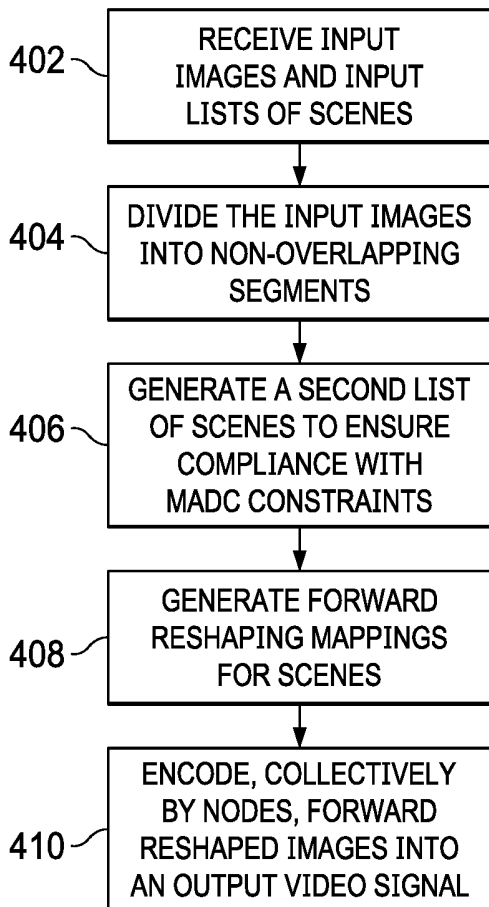 402
RECEIVE INPUT
IMAGES AND INPUT
LISTS OF SCENES
404
DIVIDE THE INPUT IMAGES
INTO NON-OVERLAPPING
SEGMENTS
406
GENERATE A SECOND LIST
OF SCENES TO ENSURE
COMPLIANCE WITH
MADC CONSTRAINTS
408
GENERATE FORWARD
RESHAPING MAPPINGS
FOR SCENES
410
ENCODE, COLLECTIVELY
BY NODES, FORWARD
RESHAPED IMAGES INTO
AN OUTPUT VIDEO SIGNAL